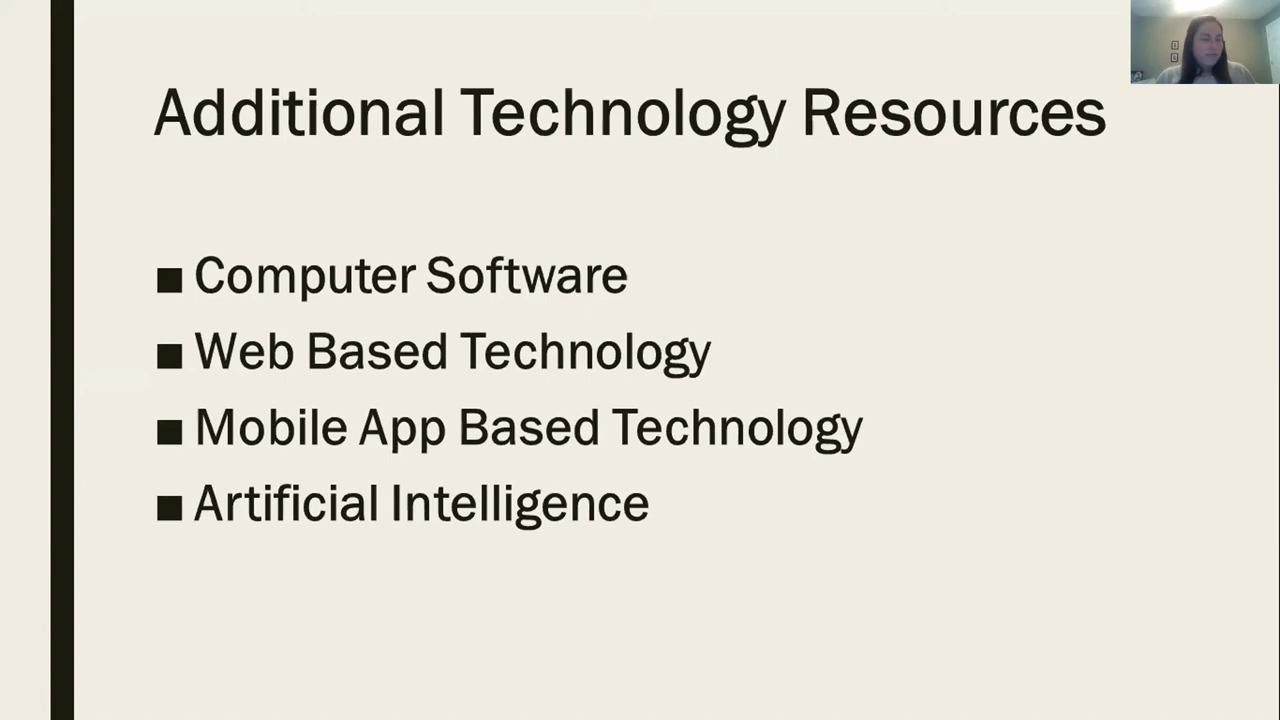 Additional Technology Resources
■ Computer Software
■ Web Based Technology
■ Mobile App Based Technology
■ Artificial Intelligence